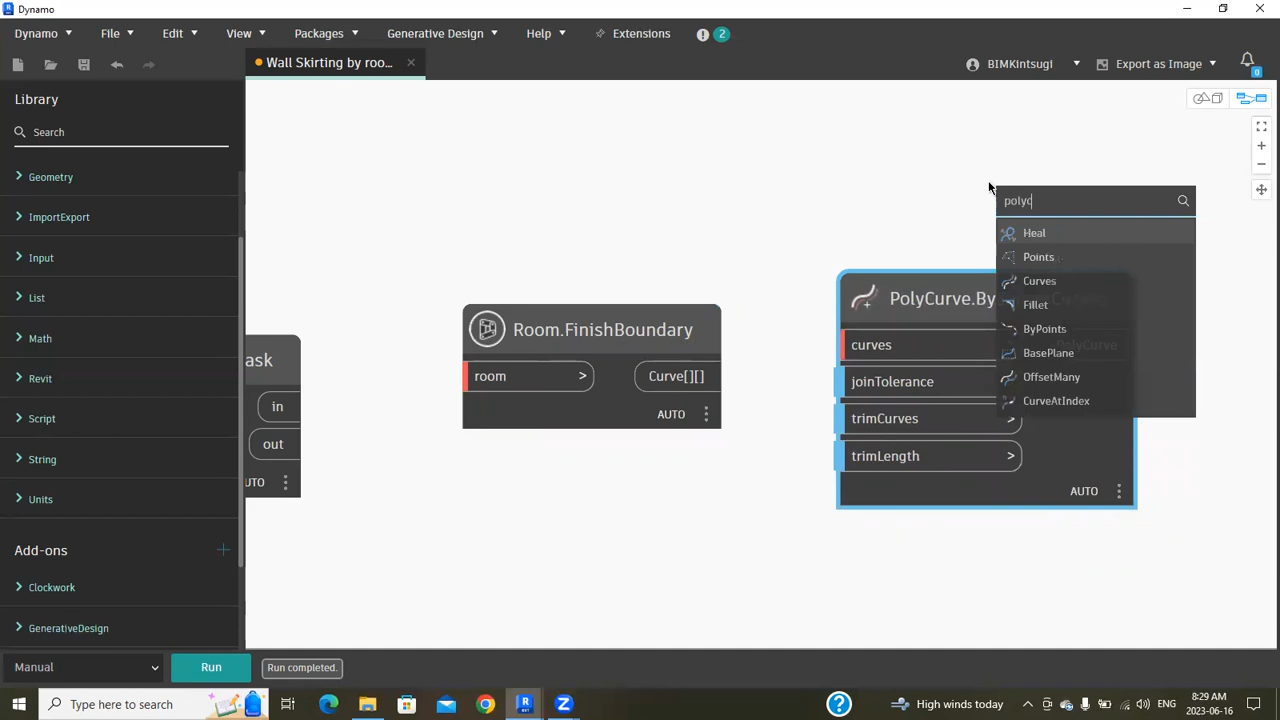 Dynamo
Dynamo File Edit View Packages Generative Design Help Extensions 2
Wall Skirting by roo...
BIMKintsugi Export as Image 0
Library
Search
Geometry
ImportExport
Input
List
Math
Revit
Script
String
Units
Add-ons
Clockwork
GenerativeDesign
ask
in
out
UTO
Room.FinishBoundary
room > Curve[][]
AUTO
PolyCurve.By
curves PolyCurve
joinTolerance
trimCurves >
trimLength >
AUTO
polyc
Heal
Points
Curves
Fillet
ByPoints
BasePlane
OffsetMany
CurveAtIndex
Manual Run Run completed.
Type here to search
High winds today
ENG
8:29 AM
2023-06-16